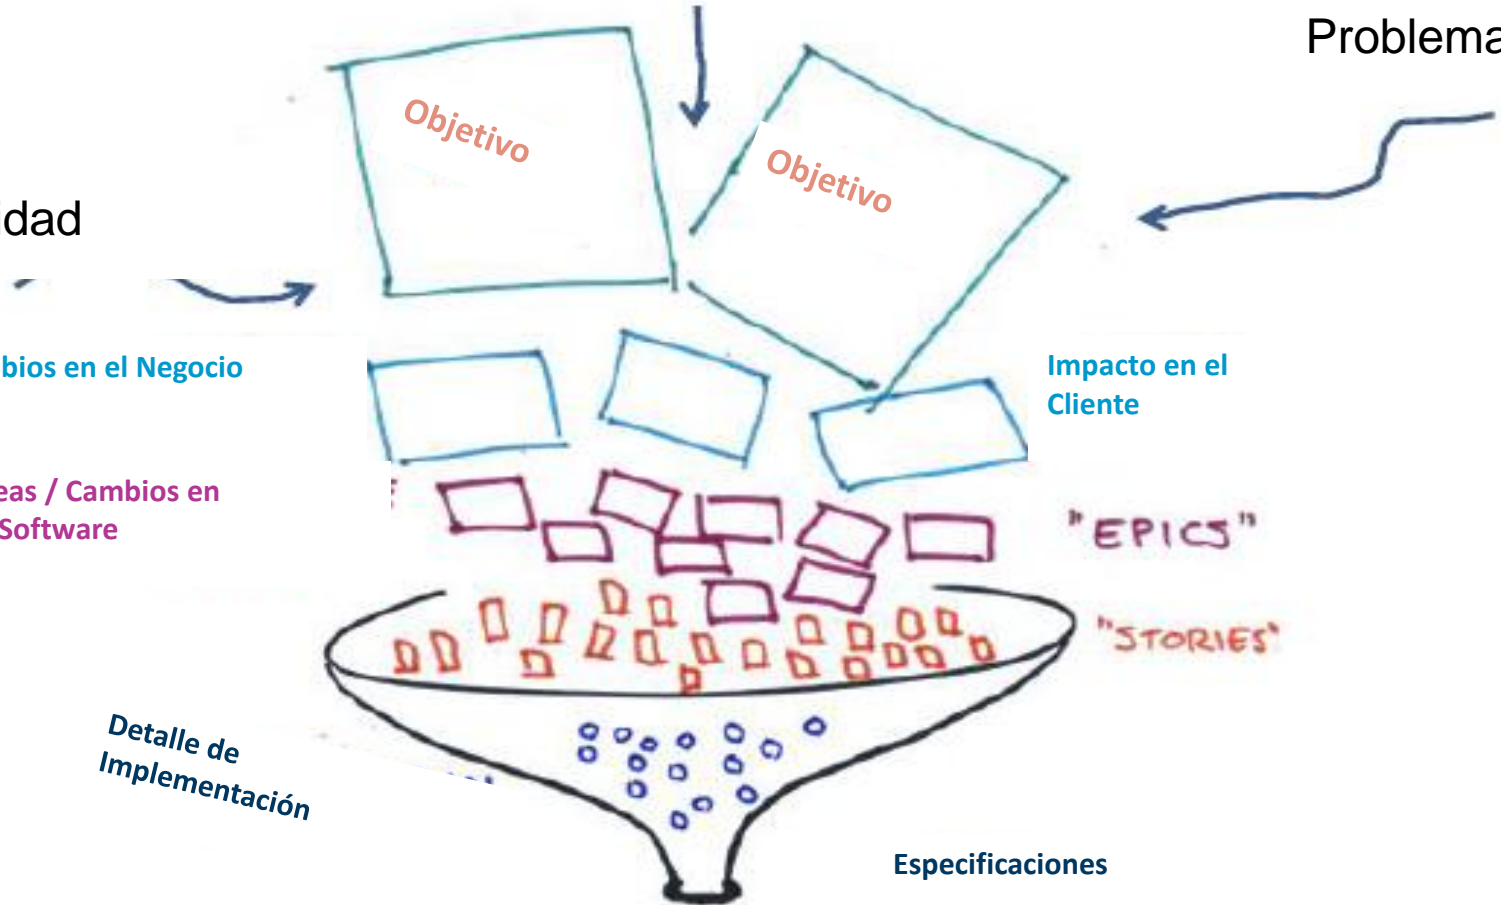 Problema
Objetivo
Objetivo
idad
bios en el Negocio
Impacto en el
Cliente
eas / Cambios en
Software
"EPICS"
"STORIES"
Detalle de
Implementación
Especificaciones